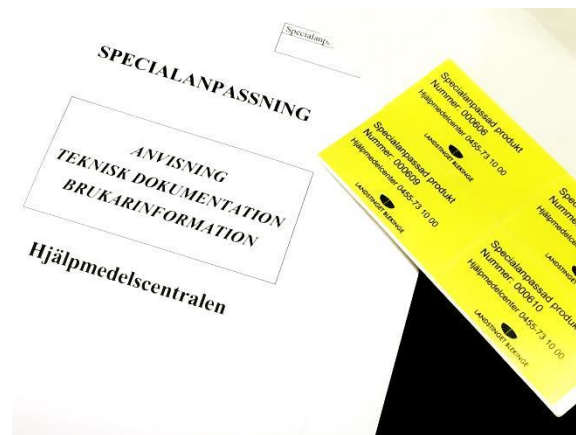 Specialanp.
SPECIALANPASSNING
ANVISNING
TEKNISK DOKUMENTATION
BRUKARINFORMATION
Hjälpmedelscentralen
Specialanpassad produkt
Nummer: 000606
Hjälpmedelcenter 0455-73 10 00
LANDSTINGET BLEKINGE
Specialanpassad produkt
Nummer: 000609
Hjälpmedelcenter 0455-73 10 00
LANDSTINGET BLEKINGE
Specialanpassad produkt
Nummer: 000610
Hjälpmedelcenter 0455-73 10 00
LANDSTINGET BLEKINGE